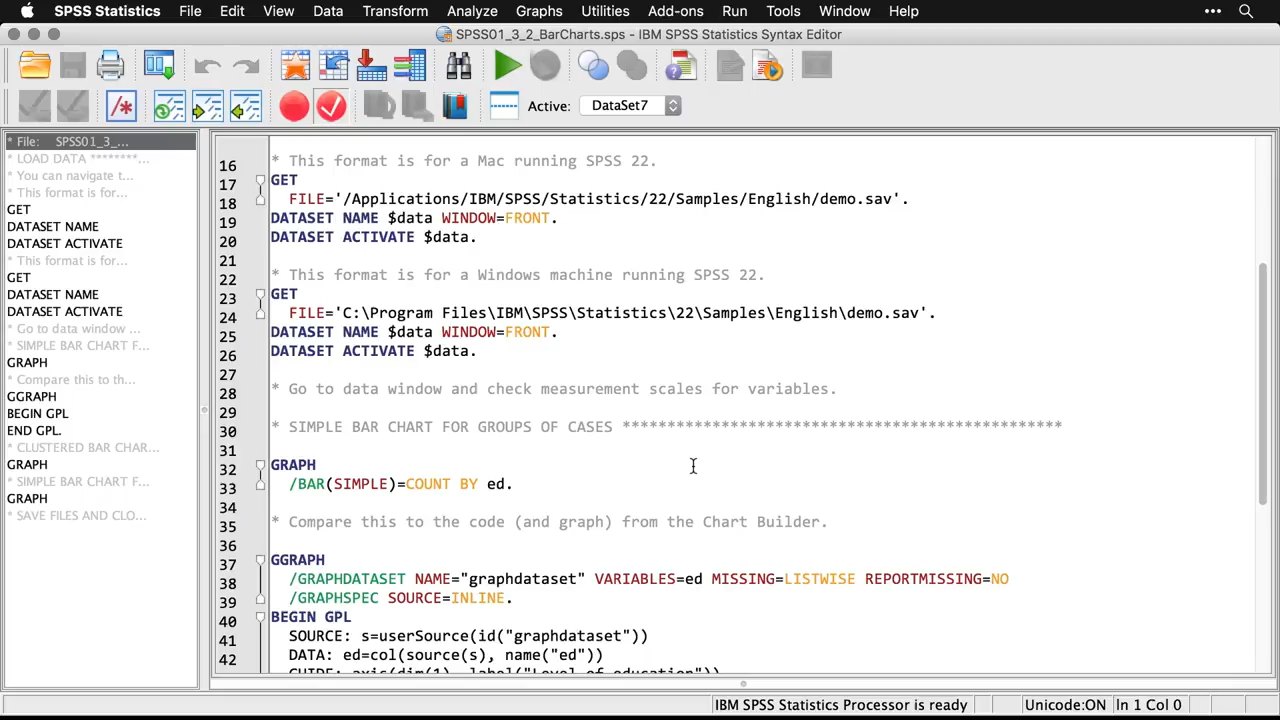 SPSS Statistics File Edit View Data Transform Analyze Graphs Utilities Add-ons Run Tools Window Help
SPSS01_3_2_BarCharts.sps - IBM SPSS Statistics Syntax Editor
Active: DataSet7
* File: SPSS01_3_...
* LOAD DATA ********...
* You can navigate t...
* This format is for...
GET
DATASET NAME
DATASET ACTIVATE
* This format is for...
GET
DATASET NAME
DATASET ACTIVATE
* Go to data window ...
* SIMPLE BAR CHART F...
GRAPH
* Compare this to th...
GGRAPH
BEGIN GPL
END GPL.
* CLUSTERED BAR CHAR...
GRAPH
* SIMPLE BAR CHART F...
GRAPH
* SAVE FILES AND CLO...
16 * This format is for a Mac running SPSS 22.
17 GET
18 FILE='/Applications/IBM/SPSS/Statistics/22/Samples/English/demo.sav'.
19 DATASET NAME $data WINDOW=FRONT.
20 DATASET ACTIVATE $data.
21
22 * This format is for a Windows machine running SPSS 22.
23 GET
24 FILE='C:\Program Files\IBM\SPSS\Statistics\22\Samples\English\demo.sav'.
25 DATASET NAME $data WINDOW=FRONT.
26 DATASET ACTIVATE $data.
27
28 * Go to data window and check measurement scales for variables.
29
30 * SIMPLE BAR CHART FOR GROUPS OF CASES *************************************************
31
32 GRAPH
33 /BAR(SIMPLE)=COUNT BY ed.
34
35 * Compare this to the code (and graph) from the Chart Builder.
36
37 GGRAPH
38 /GRAPHDATASET NAME="graphdataset" VARIABLES=ed MISSING=LISTWISE REPORTMISSING=NO
39 /GRAPHSPEC SOURCE=INLINE.
40 BEGIN GPL
41 SOURCE: s=userSource(id("graphdataset"))
42 DATA: ed=col(source(s), name("ed"))
GUIDE: axis(dim(1), label("Level of education"))
IBM SPSS Statistics Processor is ready Unicode:ON In 1 Col 0